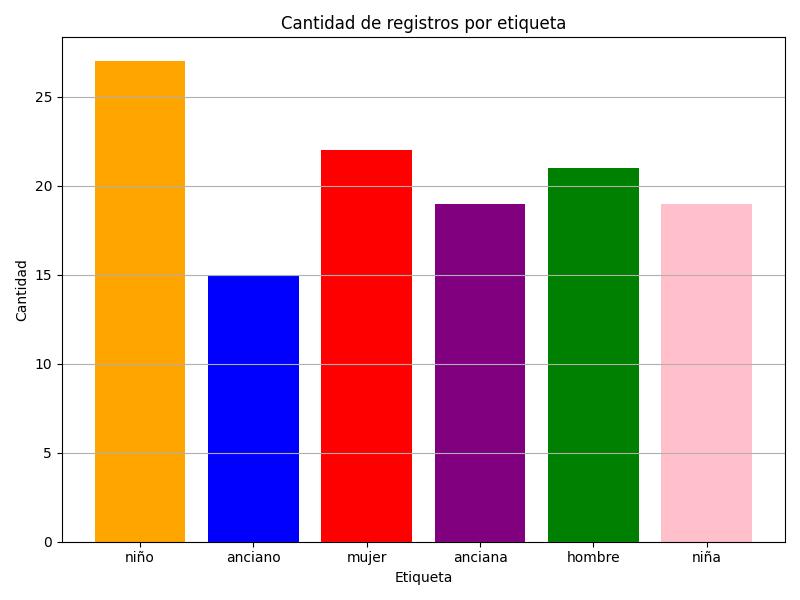 Cantidad de registros por etiqueta
Cantidad
25
20
15
10
5
0
niño anciano mujer anciana hombre niña
Etiqueta